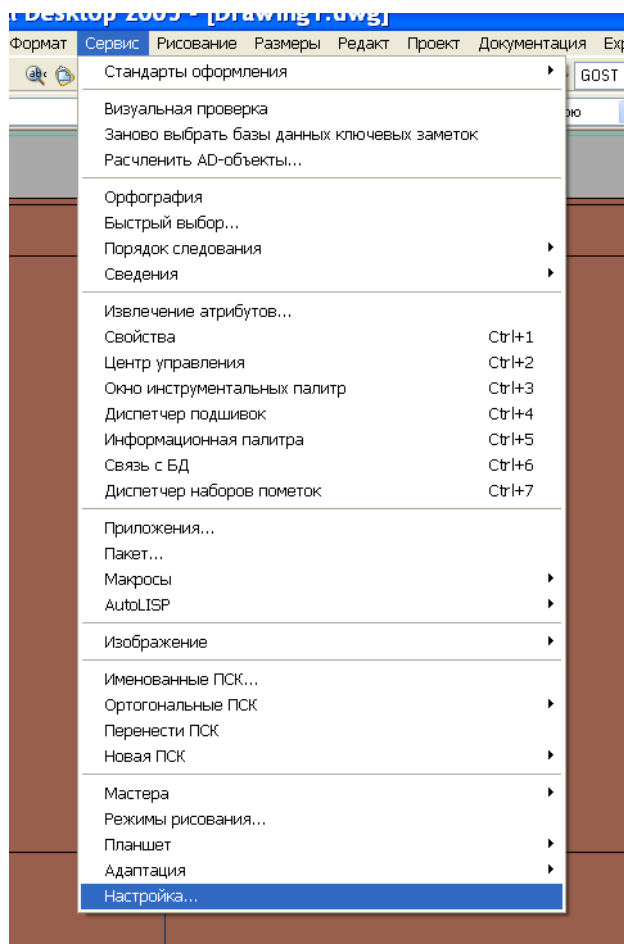 Desktop 2005 - [Drawing1.dwg]
Формат Сервис Рисование Размеры Редакт Проект Документация Exp
abc GOST
Стандарты оформления
ью
Визуальная проверка
Заново выбрать базы данных ключевых заметок
Расчленить AD-объекты...
Орфография
Быстрый выбор...
Порядок следования
Сведения
Извлечение атрибутов...
Свойства Ctrl+1
Центр управления Ctrl+2
Окно инструментальных палитр Ctrl+3
Диспетчер подшивок Ctrl+4
Информационная палитра Ctrl+5
Связь с БД Ctrl+6
Диспетчер наборов пометок Ctrl+7
Приложения...
Пакет...
Макросы
AutoLISP
Изображение
Именованные ПСК...
Ортогональные ПСК
Перенести ПСК
Новая ПСК
Мастера
Режимы рисования...
Планшет
Адаптация
Настройка...